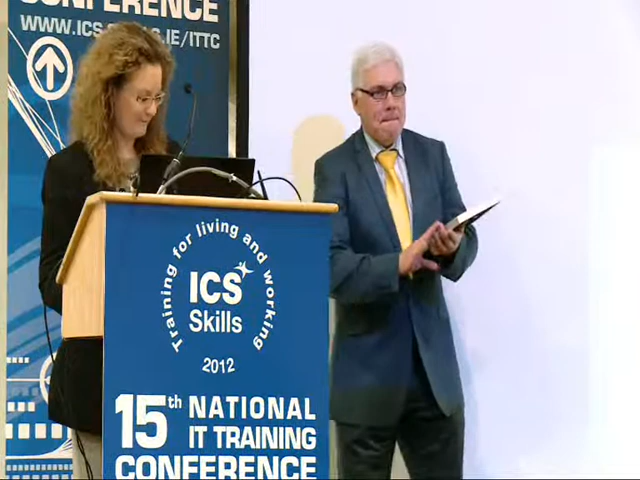 CONFERENCE
Training for living and working
ICS
Skills
2012
15th NATIONAL
IT TRAINING
CONFERENCE